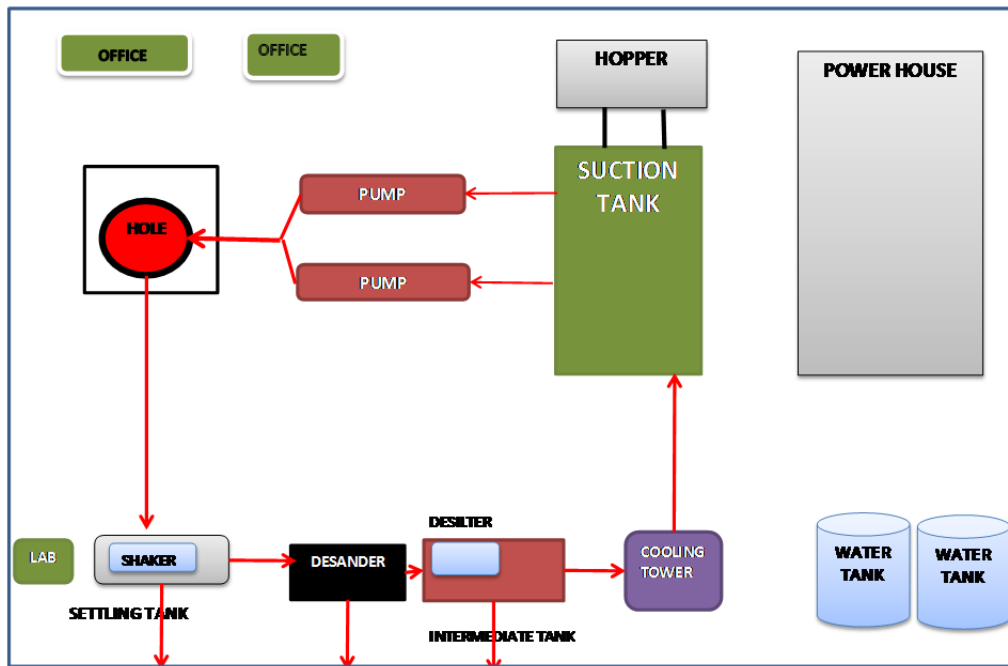 OFFICE
OFFICE
HOPPER
POWER HOUSE
SUCTION
TANK
PUMP
HOLE
PUMP
DESILTER
LAB
SHAKER
DESANDER
COOLING
TOWER
WATER
TANK
WATER
TANK
SETTLING TANK
INTERMEDIATE TANK